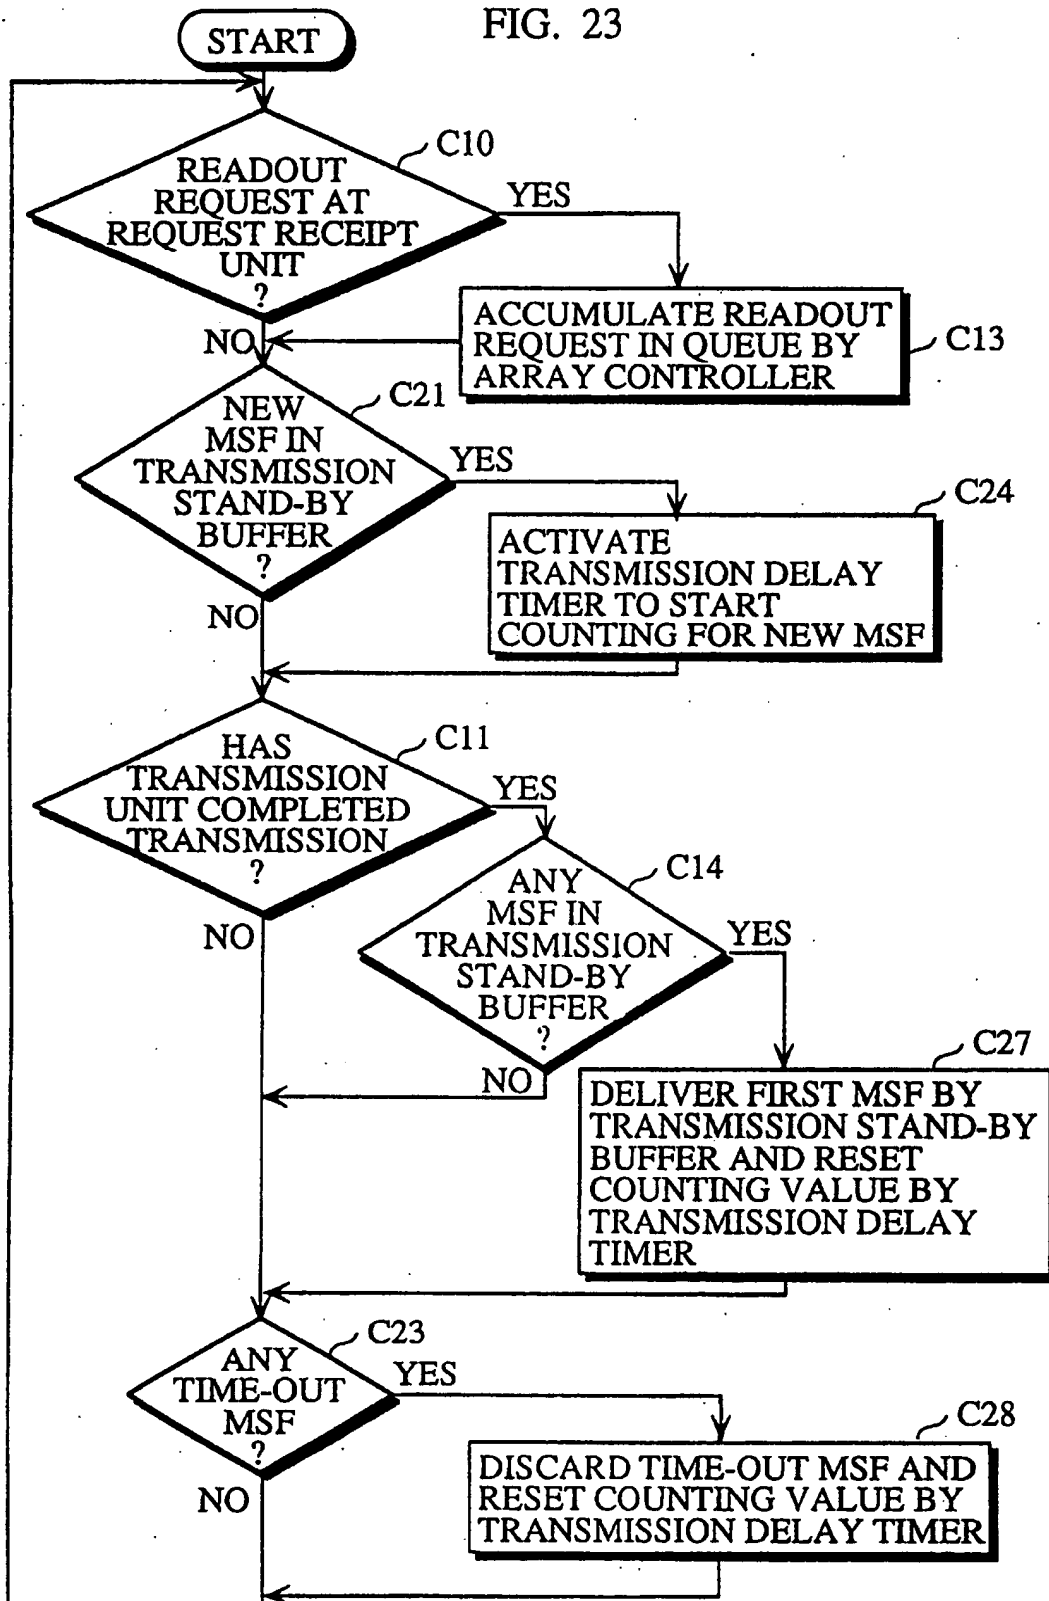 FIG. 23
START
C10
READOUT
REQUEST AT
REQUEST RECEIPT
UNIT
?
YES
NO
ACCUMULATE READOUT
REQUEST IN QUEUE BY
ARRAY CONTROLLER
C13
C21
NEW
MSF IN
TRANSMISSION
STAND-BY
BUFFER
?
YES
NO
C24
ACTIVATE
TRANSMISSION DELAY
TIMER TO START
COUNTING FOR NEW MSF
C11
HAS
TRANSMISSION
UNIT COMPLETED
TRANSMISSION
?
YES
NO
C14
ANY
MSF IN
TRANSMISSION
STAND-BY
BUFFER
?
YES
NO
C27
DELIVER FIRST MSF BY
TRANSMISSION STAND-BY
BUFFER AND RESET
COUNTING VALUE BY
TRANSMISSION DELAY
TIMER
C23
ANY
TIME-OUT
MSF
?
YES
NO
C28
DISCARD TIME-OUT MSF AND
RESET COUNTING VALUE BY
TRANSMISSION DELAY TIMER